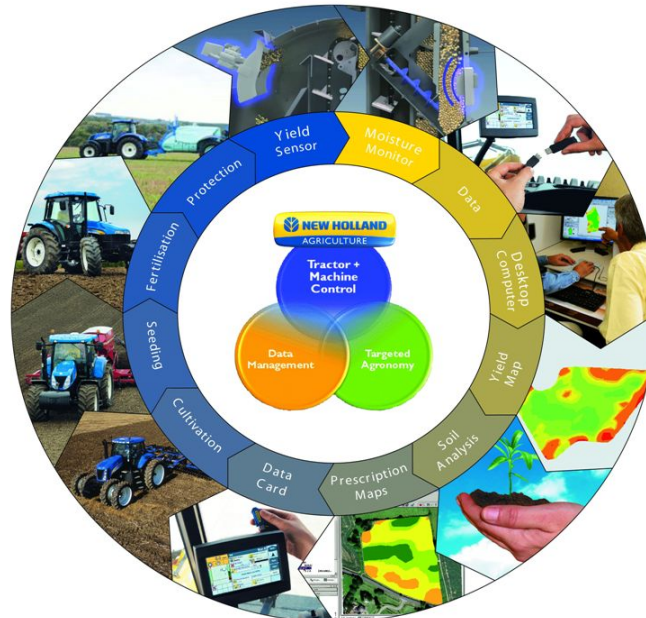 NEW HOLLAND
AGRICULTURE
Tractor +
Machine
Control
Data
Management
Targeted
Agronomy
Yield
Sensor
Moisture
Monitor
Data
Desktop
Computer
Yield Map
Soil
Analysis
Prescription
Maps
Data
Card
Cultivation
Seeding
Fertilisation
Protection